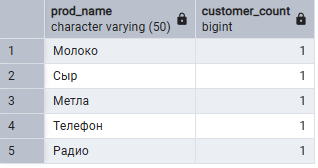 prod_name customer_count
character varying (50) bigint
1 Молоко 1
2 Сыр 1
3 Метла 1
4 Телефон 1
5 Радио 1